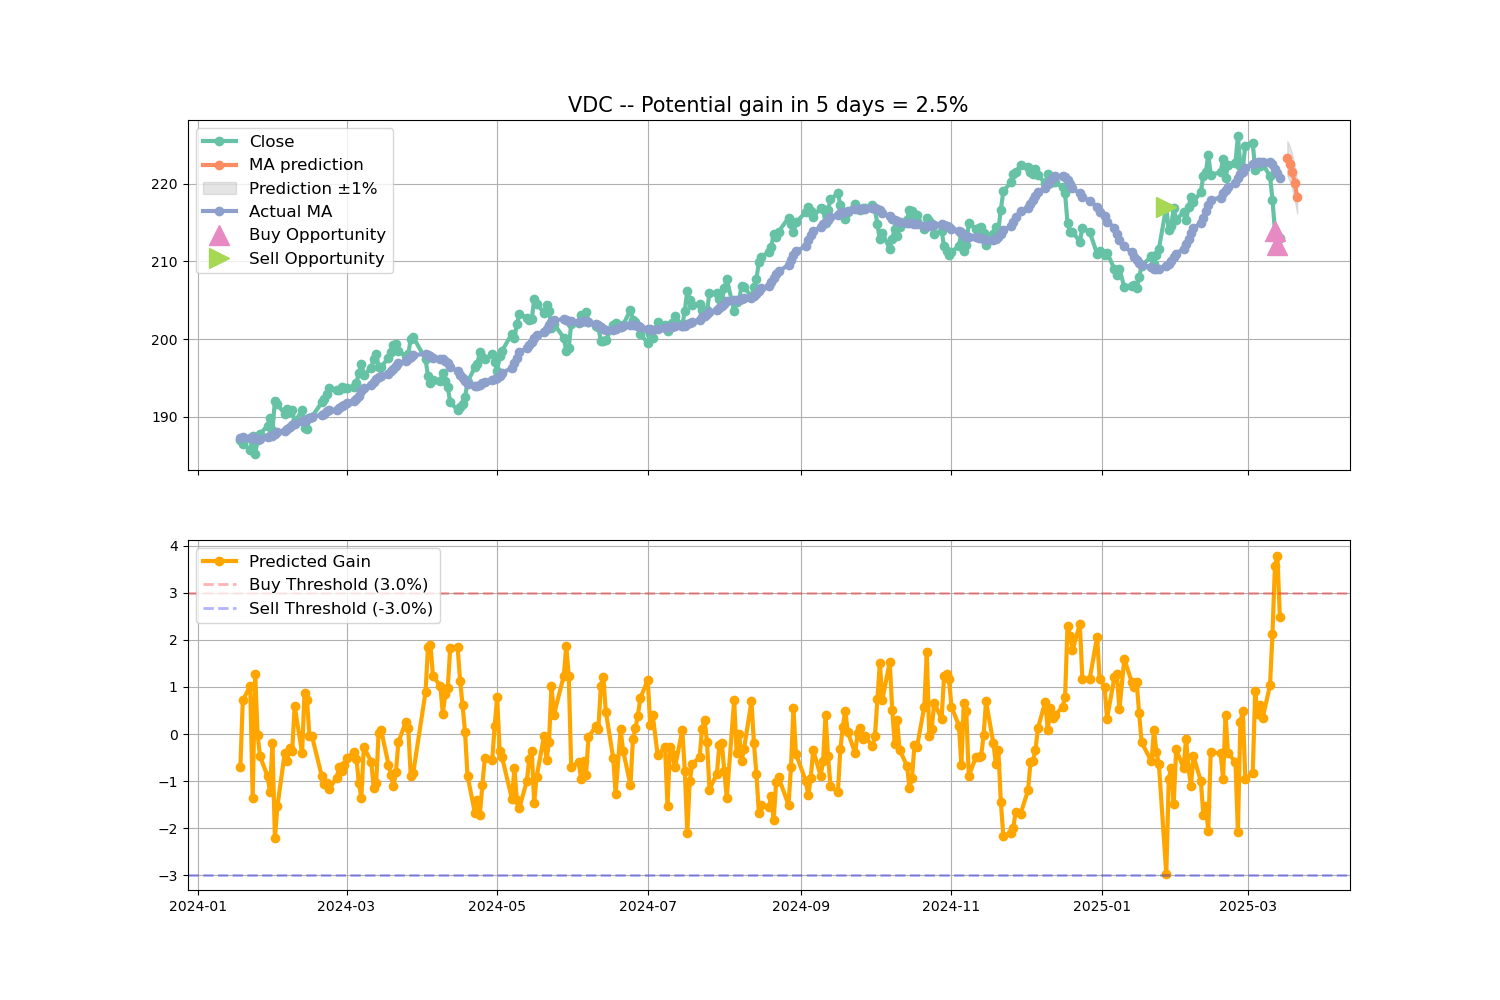 VDC -- Potential gain in 5 days = 2.5%
Close
MA prediction
Prediction ±1%
Actual MA
Buy Opportunity
Sell Opportunity
220
210
200
190
Predicted Gain
Buy Threshold (3.0%)
Sell Threshold (-3.0%)
4
3
2
1
0
−1
−2
−3
2024-01 2024-03 2024-05 2024-07 2024-09 2024-11 2025-01 2025-03